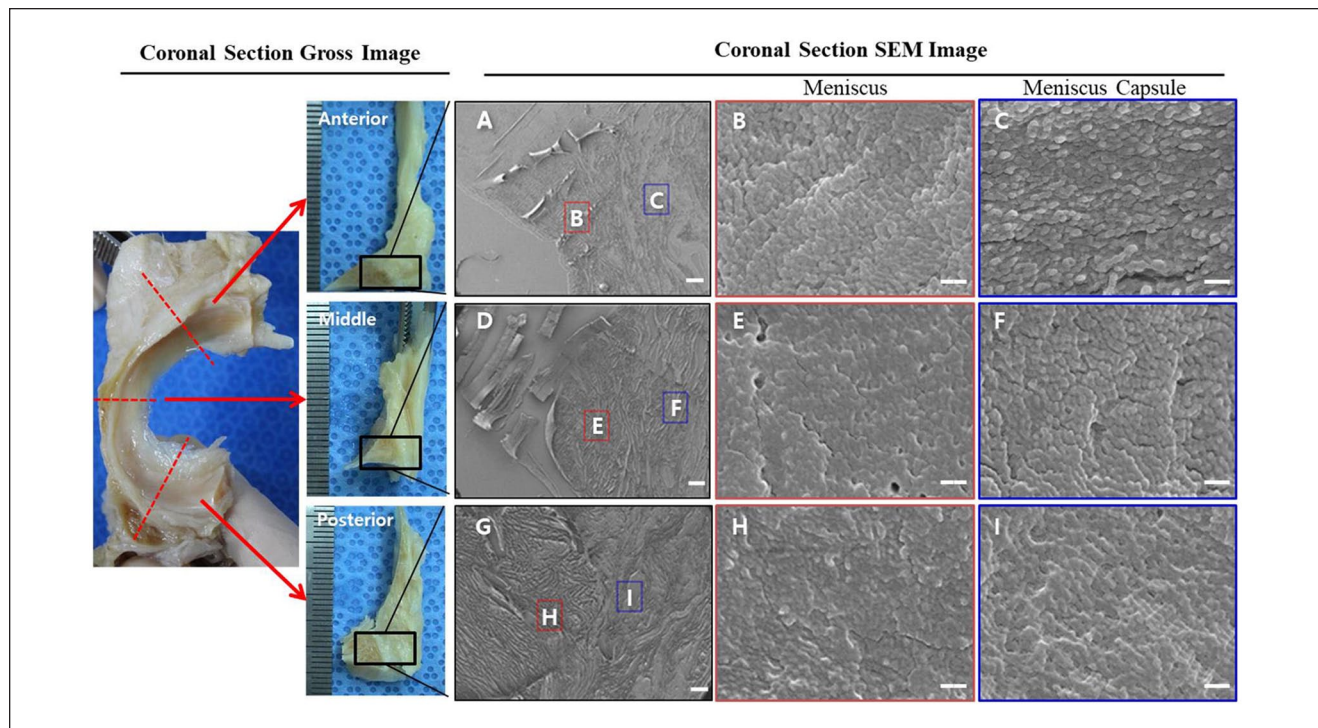 Coronal Section Gross Image
Coronal Section SEM Image
Meniscus
Meniscus Capsule
Anterior
A
B
C
B
C
Middle
D
E
F
E
F
Posterior
G
H
I
H
I